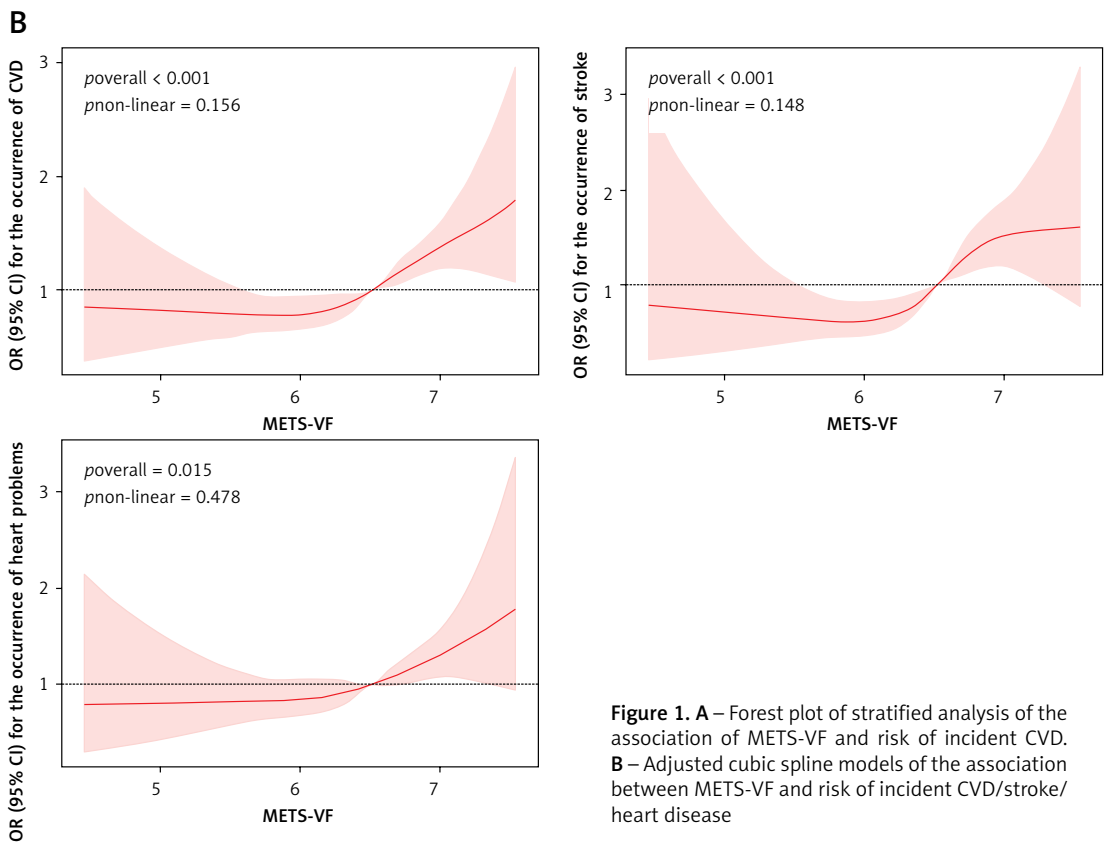 B
OR (95% CI) for the occurrence of CVD
3
2
1
poverall < 0.001
pnon-linear = 0.156
5 6 7
METS-VF
OR (95% CI) for the occurrence of stroke
3
2
1
poverall < 0.001
pnon-linear = 0.148
5 6 7
METS-VF
OR (95% CI) for the occurrence of heart problems
3
2
1
poverall = 0.015
pnon-linear = 0.478
5 6 7
METS-VF
Figure 1. A – Forest plot of stratified analysis of the
association of METS-VF and risk of incident CVD.
B – Adjusted cubic spline models of the association
between METS-VF and risk of incident CVD/stroke/
heart disease